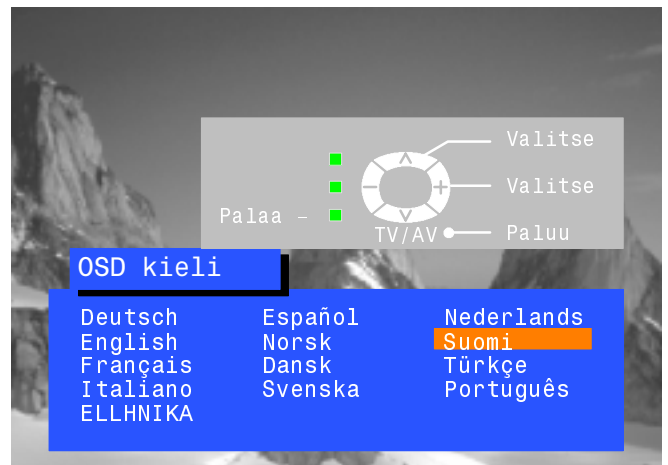 Valitse
Valitse
Palaa –
TV/AV Paluu
OSD kieli
Deutsch Español Nederlands
English Norsk Suomi
Français Dansk Türkçe
Italiano Svenska Português
ELLHNIKA